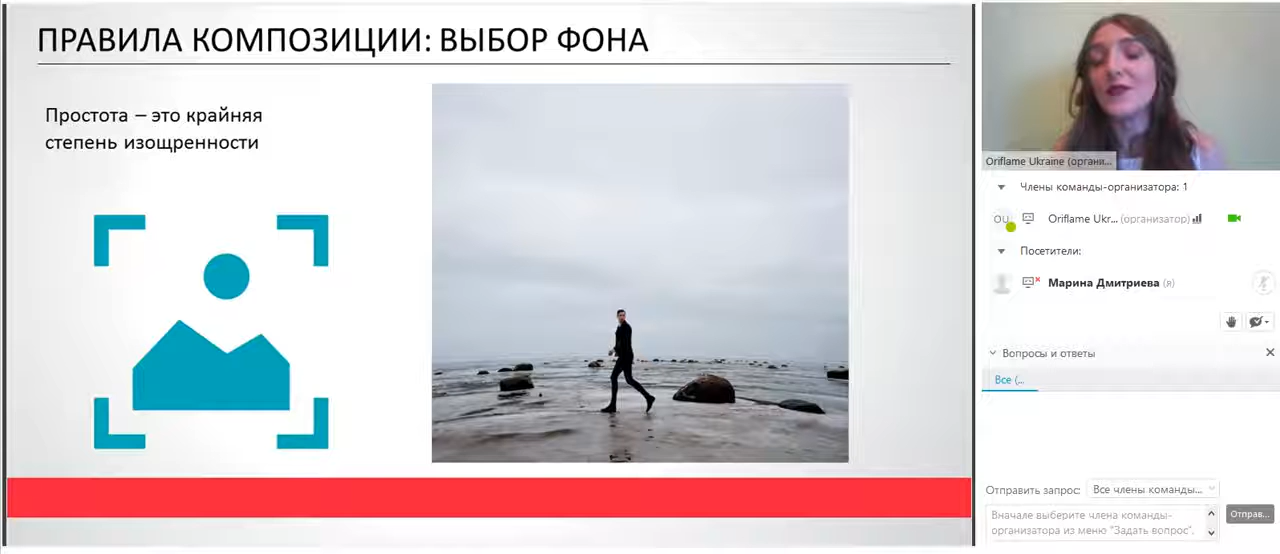 ПРАВИЛА КОМПОЗИЦИИ: ВЫБОР ФОНА
Простота – это крайняя
степень изощренности
Oriflame Ukraine (органи...
Члены команды-организатора: 1
OU
Oriflame Ukr... (организатор)
Посетители:
Марина Дмитриева (я)
Вопросы и ответы
Все (...
Отправить запрос: Все члены команды...
Вначале выберите члена команды-
организатора из меню "Задать вопрос",
Отправ...